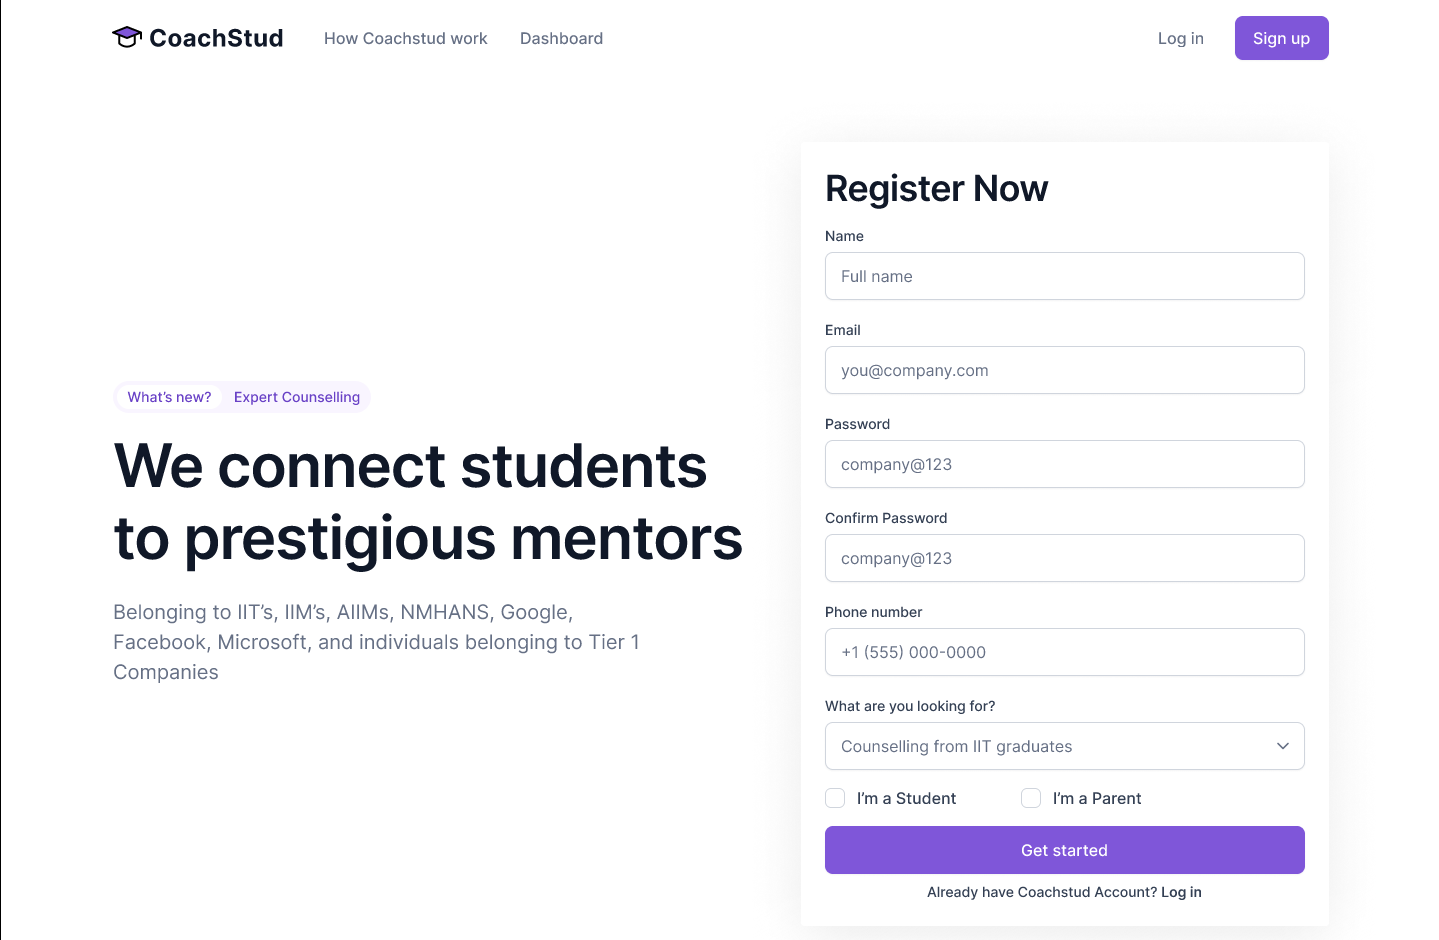 CoachStud
How Coachstud work
Dashboard
Log in
Sign up
What's new?
Expert Counselling
We connect students
to prestigious mentors
Belonging to IIT’s, IIM’s, AIIMs, NMHANS, Google,
Facebook, Microsoft, and individuals belonging to Tier 1
Companies
Register Now
Name
Full name
Email
you@company.com
Password
company@123
Confirm Password
company@123
Phone number
+1 (555) 000-0000
What are you looking for?
Counselling from IIT graduates
I’m a Student
I’m a Parent
Get started
Already have Coachstud Account? Log in